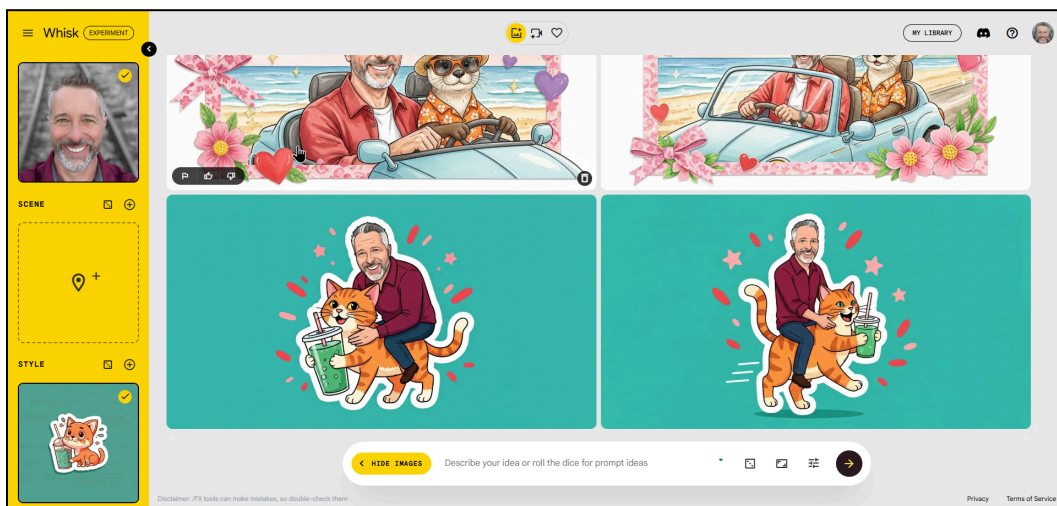 Whisk EXPERIMENT
MY LIBRARY
SCENE
STYLE
HIDE IMAGES
Describe your idea or roll the dice for prompt ideas
Disclaimer: /FX tools can make mistakes, so double-check them
Privacy Terms of Service